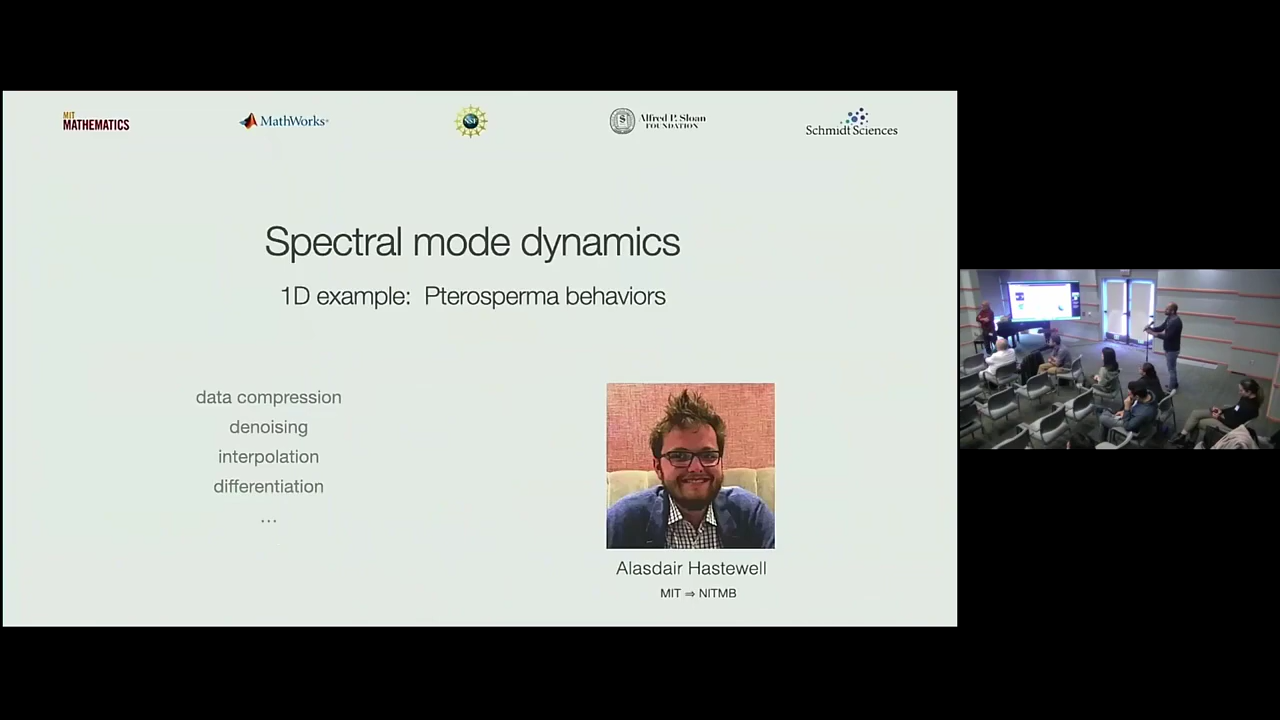 MIT
MATHEMATICS
MathWorks®
NSF
Alfred P. Sloan
FOUNDATION
Schmidt Sciences
Spectral mode dynamics
1D example: Pterosperma behaviors
data compression
denoising
interpolation
differentiation
...
Alasdair Hastewell
MIT ⇒ NITMB